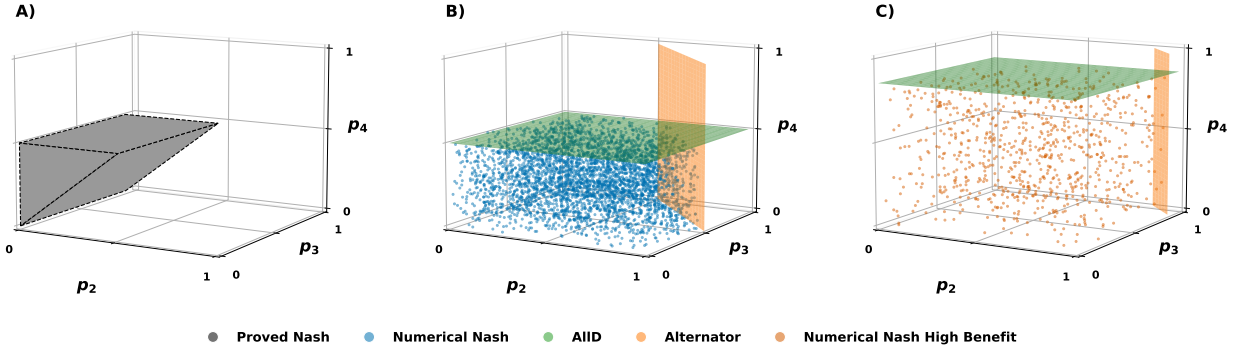 A)
B)
C)
1
p4
0
1
p3
0
1
0
p2
1
p4
0
1
p3
0
1
0
p2
1
p4
0
1
p3
0
1
0
p2
Proved Nash
Numerical Nash
AllD
Alternator
Numerical Nash High Benefit